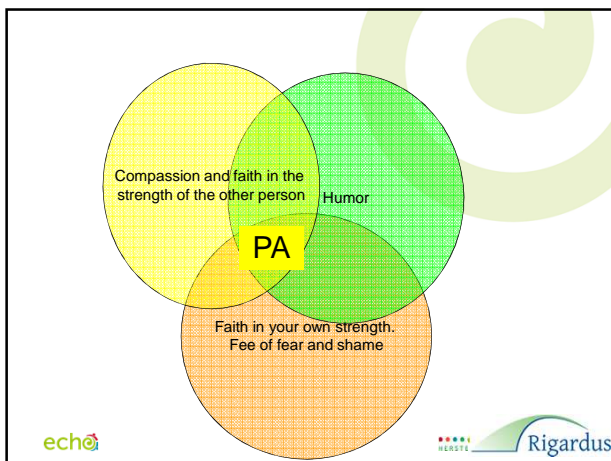 Compassion and faith in the
strength of the other person
Humor
PA
Faith in your own strength.
Fee of fear and shame
echo
HERSTE
Rigardus